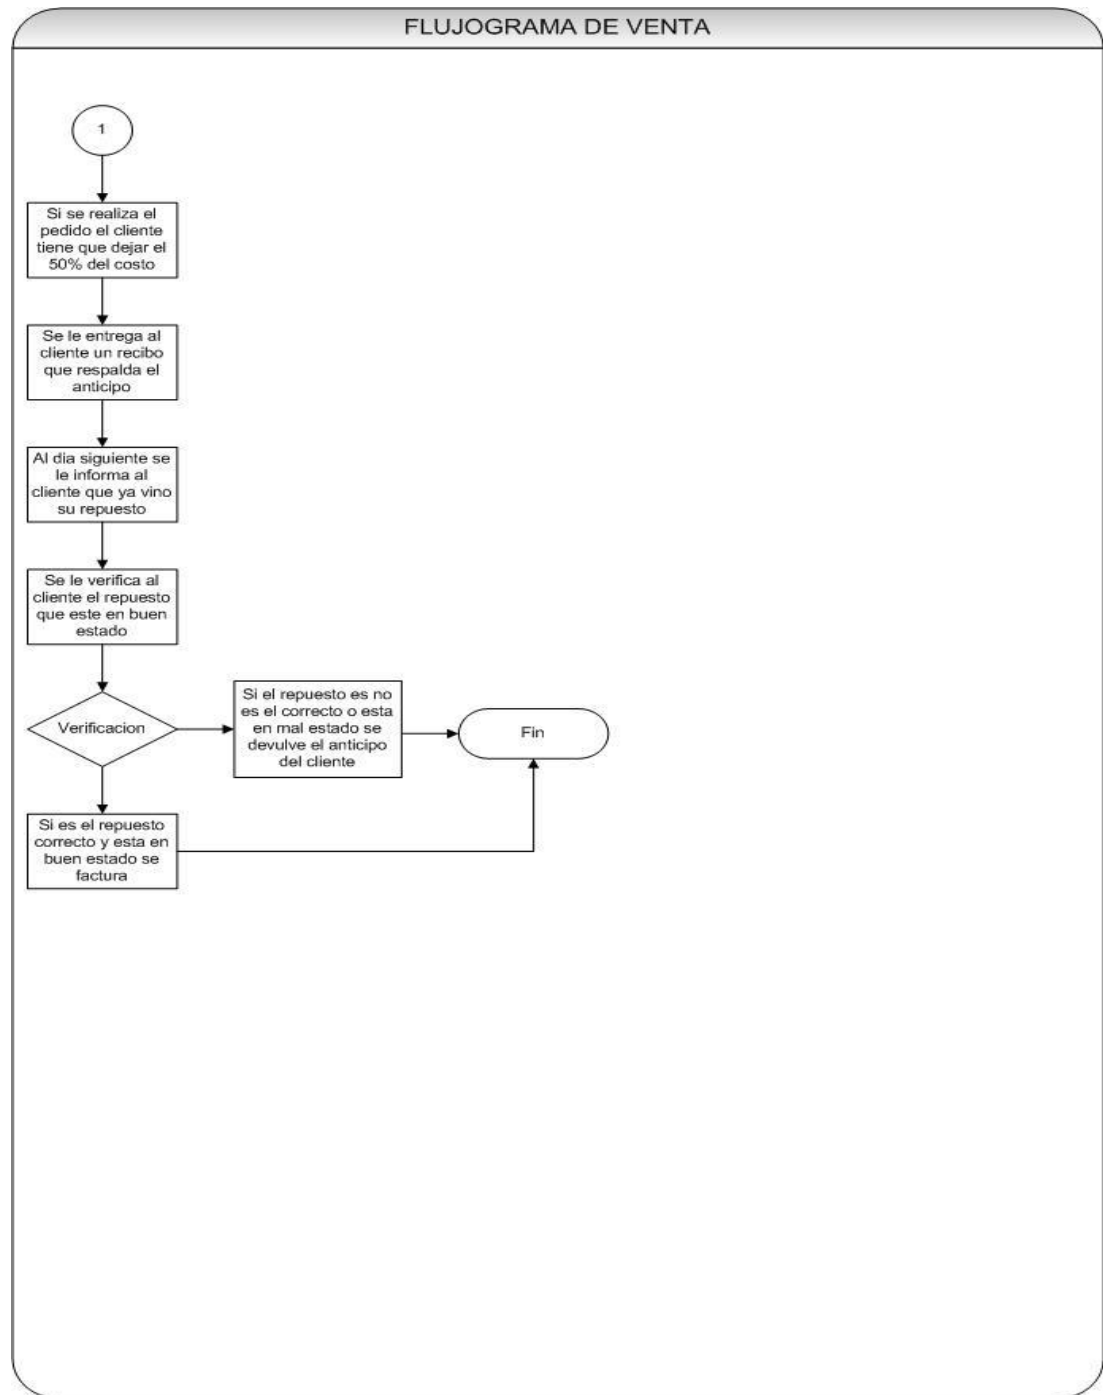 FLUJOGRAMA DE VENTA
1
Si se realiza el
pedido el cliente
tiene que dejar el
50% del costo
Se le entrega al
cliente un recibo
que respalda el
anticipo
Al dia siguiente se
le informa al
cliente que ya vino
su repuesto
Se le verifica al
cliente el repuesto
que este en buen
estado
Verificacion
Si el repuesto es no
es el correcto o esta
en mal estado se
devulve el anticipo
del cliente
Fin
Si es el repuesto
correcto y esta en
buen estado se
factura